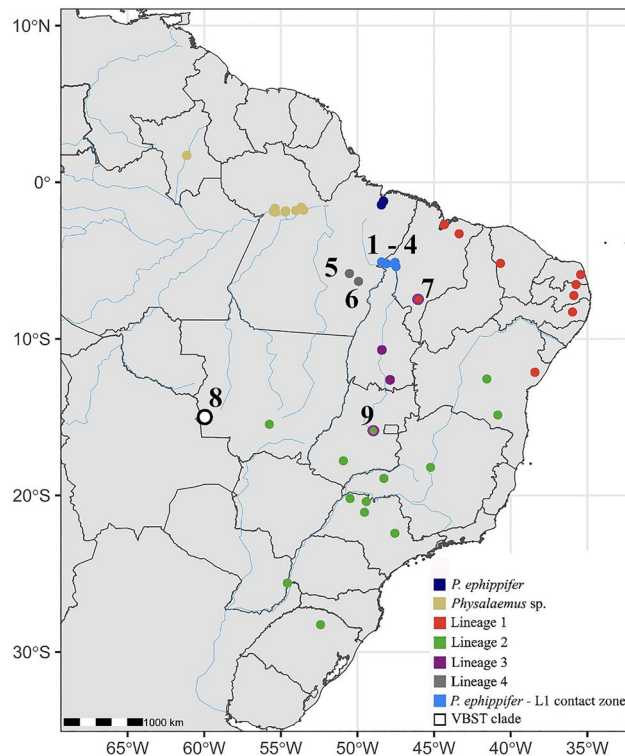 10°N
0°
10°S
20°S
30°S
1 - 4
5
6
7
8
9
P. ephippifer
Physalaemus sp.
Lineage 1
Lineage 2
Lineage 3
Lineage 4
P. ephippifer - L1 contact zone
VBST clade
1000 km
65°W 60°W 55°W 50°W 45°W 40°W 35°W